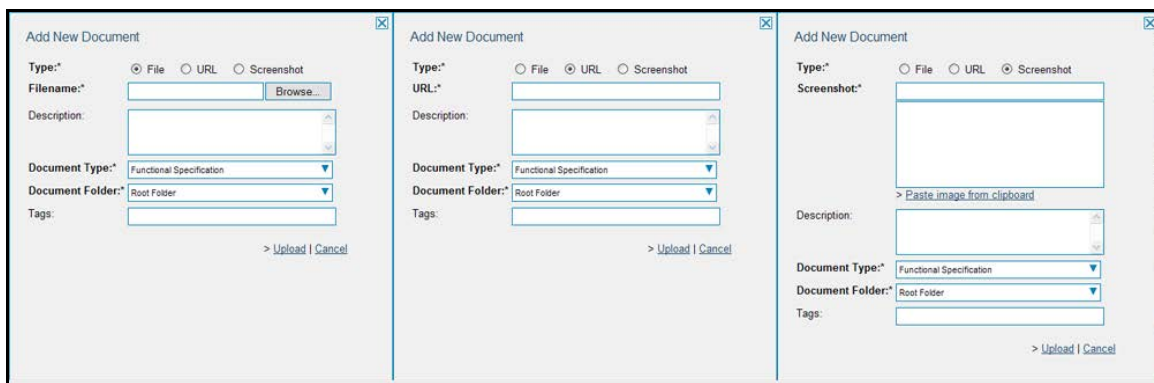 Add New Document
Type:* File URL Screenshot
Filename:* Browse...
Description:
Document Type:* Functional Specification
Document Folder:* Root Folder
Tags:
> Upload | Cancel
Add New Document
Type:* File URL Screenshot
URL:*
Description:
Document Type:* Functional Specification
Document Folder:* Root Folder
Tags:
> Upload | Cancel
Add New Document
Type:* File URL Screenshot
Screenshot:*
> Paste image from clipboard
Description:
Document Type:* Functional Specification
Document Folder:* Root Folder
Tags:
> Upload | Cancel